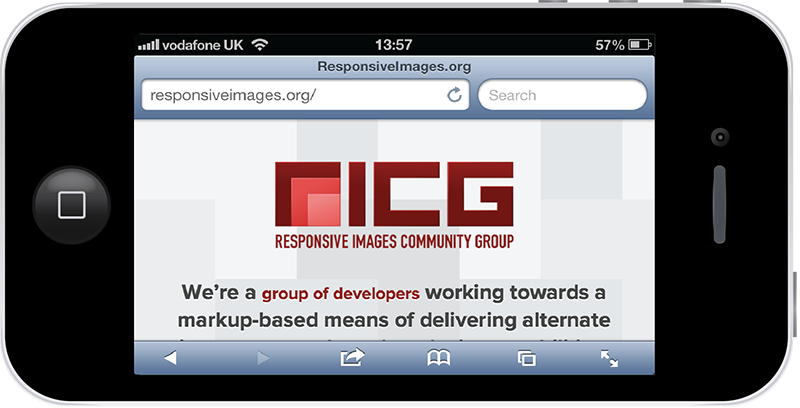 vodafone UK 13:57 57%
ResponsiveImages.org
responsiveimages.org/ Search
RICG
RESPONSIVE IMAGES COMMUNITY GROUP
We’re a group of developers working towards a
markup-based means of delivering alternate